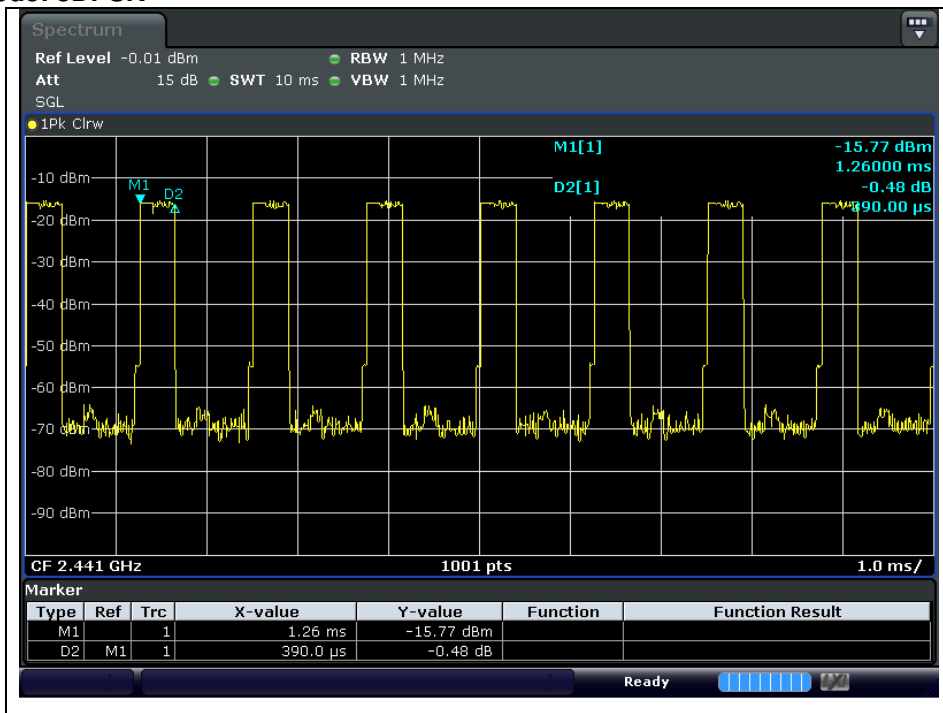 Spectrum
Ref Level -0.01 dBm RBW 1 MHz
Att 15 dB SWT 10 ms VBW 1 MHz
SGL
1Pk Clrw
M1[1] -15.77 dBm
1.26000 ms
D2[1] -0.48 dB
390.00 µs
M1
D2
-10 dBm
-20 dBm
-30 dBm
-40 dBm
-50 dBm
-60 dBm
-70 dBm
-80 dBm
-90 dBm
CF 2.441 GHz 1001 pts 1.0 ms/
Marker
Type Ref Trc X-value Y-value Function Function Result
M1 1 1.26 ms -15.77 dBm
D2 M1 1 390.0 µs -0.48 dB
Ready